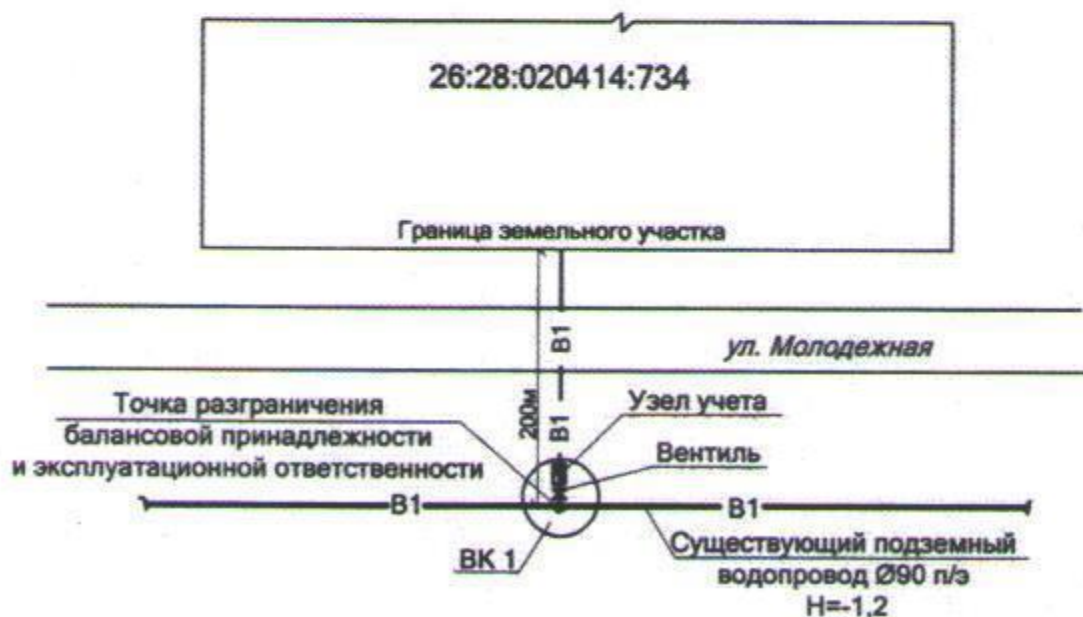 26:28:020414:734
Граница земельного участка
В1
ул. Молодежная
200м
В1
Точка разграничения
балансовой принадлежности
и эксплуатационной ответственности
Узел учета
Вентиль
В1
В1
ВК 1
Существующий подземный
водопровод Ø90 п/э
Н=-1,2